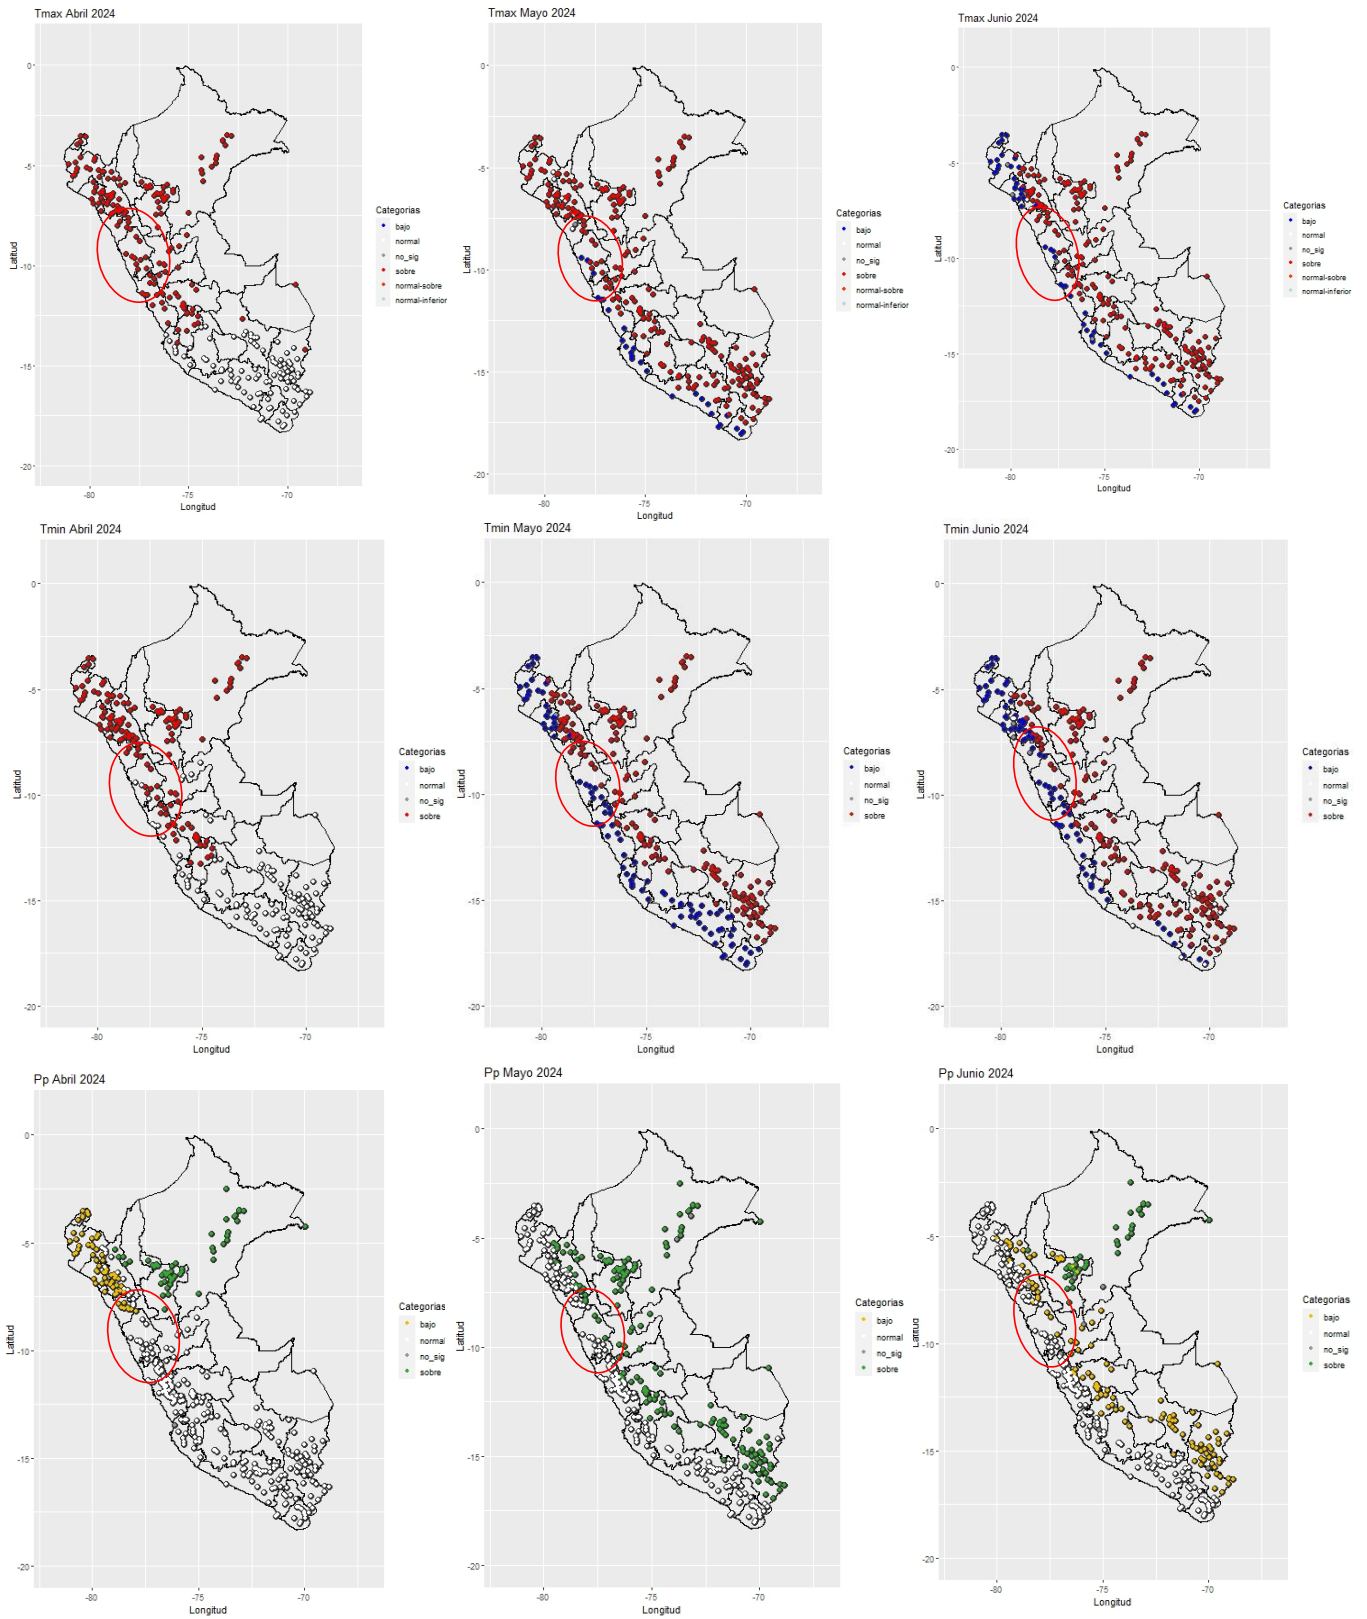 Tmax Abril 2024
Latitud
0
-5
-10
-15
-20
-80
-75
-70
Longitud
Categorias
bajo
normal
no_sig
sobre
normal-sobre
normal-inferior
Tmax Mayo 2024
Latitud
0
-5
-10
-15
-20
-80
-75
-70
Longitud
Categorias
bajo
normal
no_sig
sobre
normal-sobre
normal-inferior
Tmax Junio 2024
Latitud
0
-5
-10
-15
-20
-80
-75
-70
Longitud
Categorias
bajo
normal
no_sig
sobre
normal-sobre
normal-inferior
Tmin Abril 2024
Latitud
0
-5
-10
-15
-20
-80
-75
-70
Longitud
Categorias
bajo
normal
no_sig
sobre
Tmin Mayo 2024
Latitud
0
-5
-10
-15
-20
-80
-75
-70
Longitud
Categorias
bajo
normal
no_sig
sobre
Tmin Junio 2024
Latitud
0
-5
-10
-15
-20
-80
-75
-70
Longitud
Categorias
bajo
normal
no_sig
sobre
Pp Abril 2024
Latitud
0
-5
-10
-15
-20
-80
-75
-70
Longitud
Categorias
bajo
normal
no_sig
sobre
Pp Mayo 2024
Latitud
0
-5
-10
-15
-20
-80
-75
-70
Longitud
Categorias
bajo
normal
no_sig
sobre
Pp Junio 2024
Latitud
0
-5
-10
-15
-20
-80
-75
-70
Longitud
Categorias
bajo
normal
no_sig
sobre